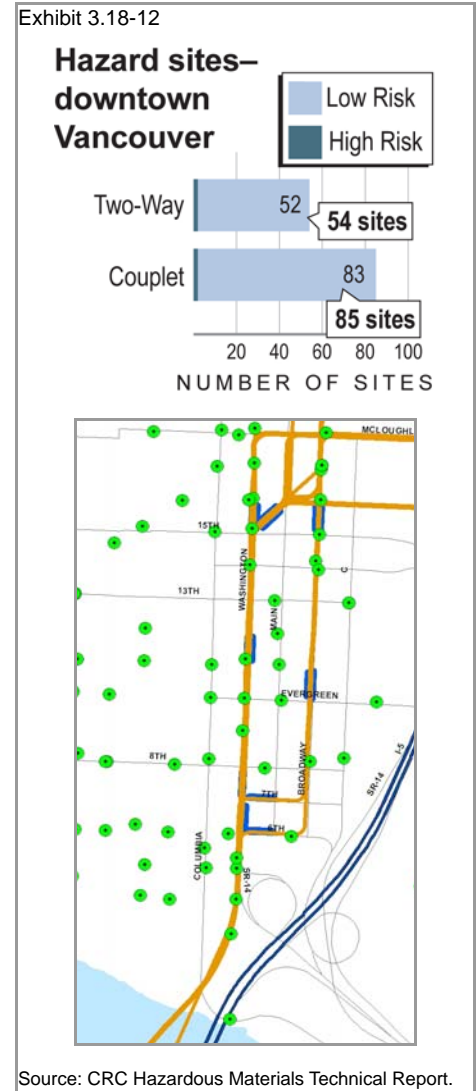 Exhibit 3.18-12
Hazard sites–
downtown
Vancouver
Low Risk
High Risk
Two-Way
52
54 sites
Couplet
83
85 sites
20 40 60 80 100
NUMBER OF SITES
MCLOUGHL
15TH
WASHINGTON
C
13TH
MAIN
EVERGREEN
I-5
8TH
BROADWAY
SR-14
7TH
6TH
COLUMBIA
SR-14
Source: CRC Hazardous Materials Technical Report.